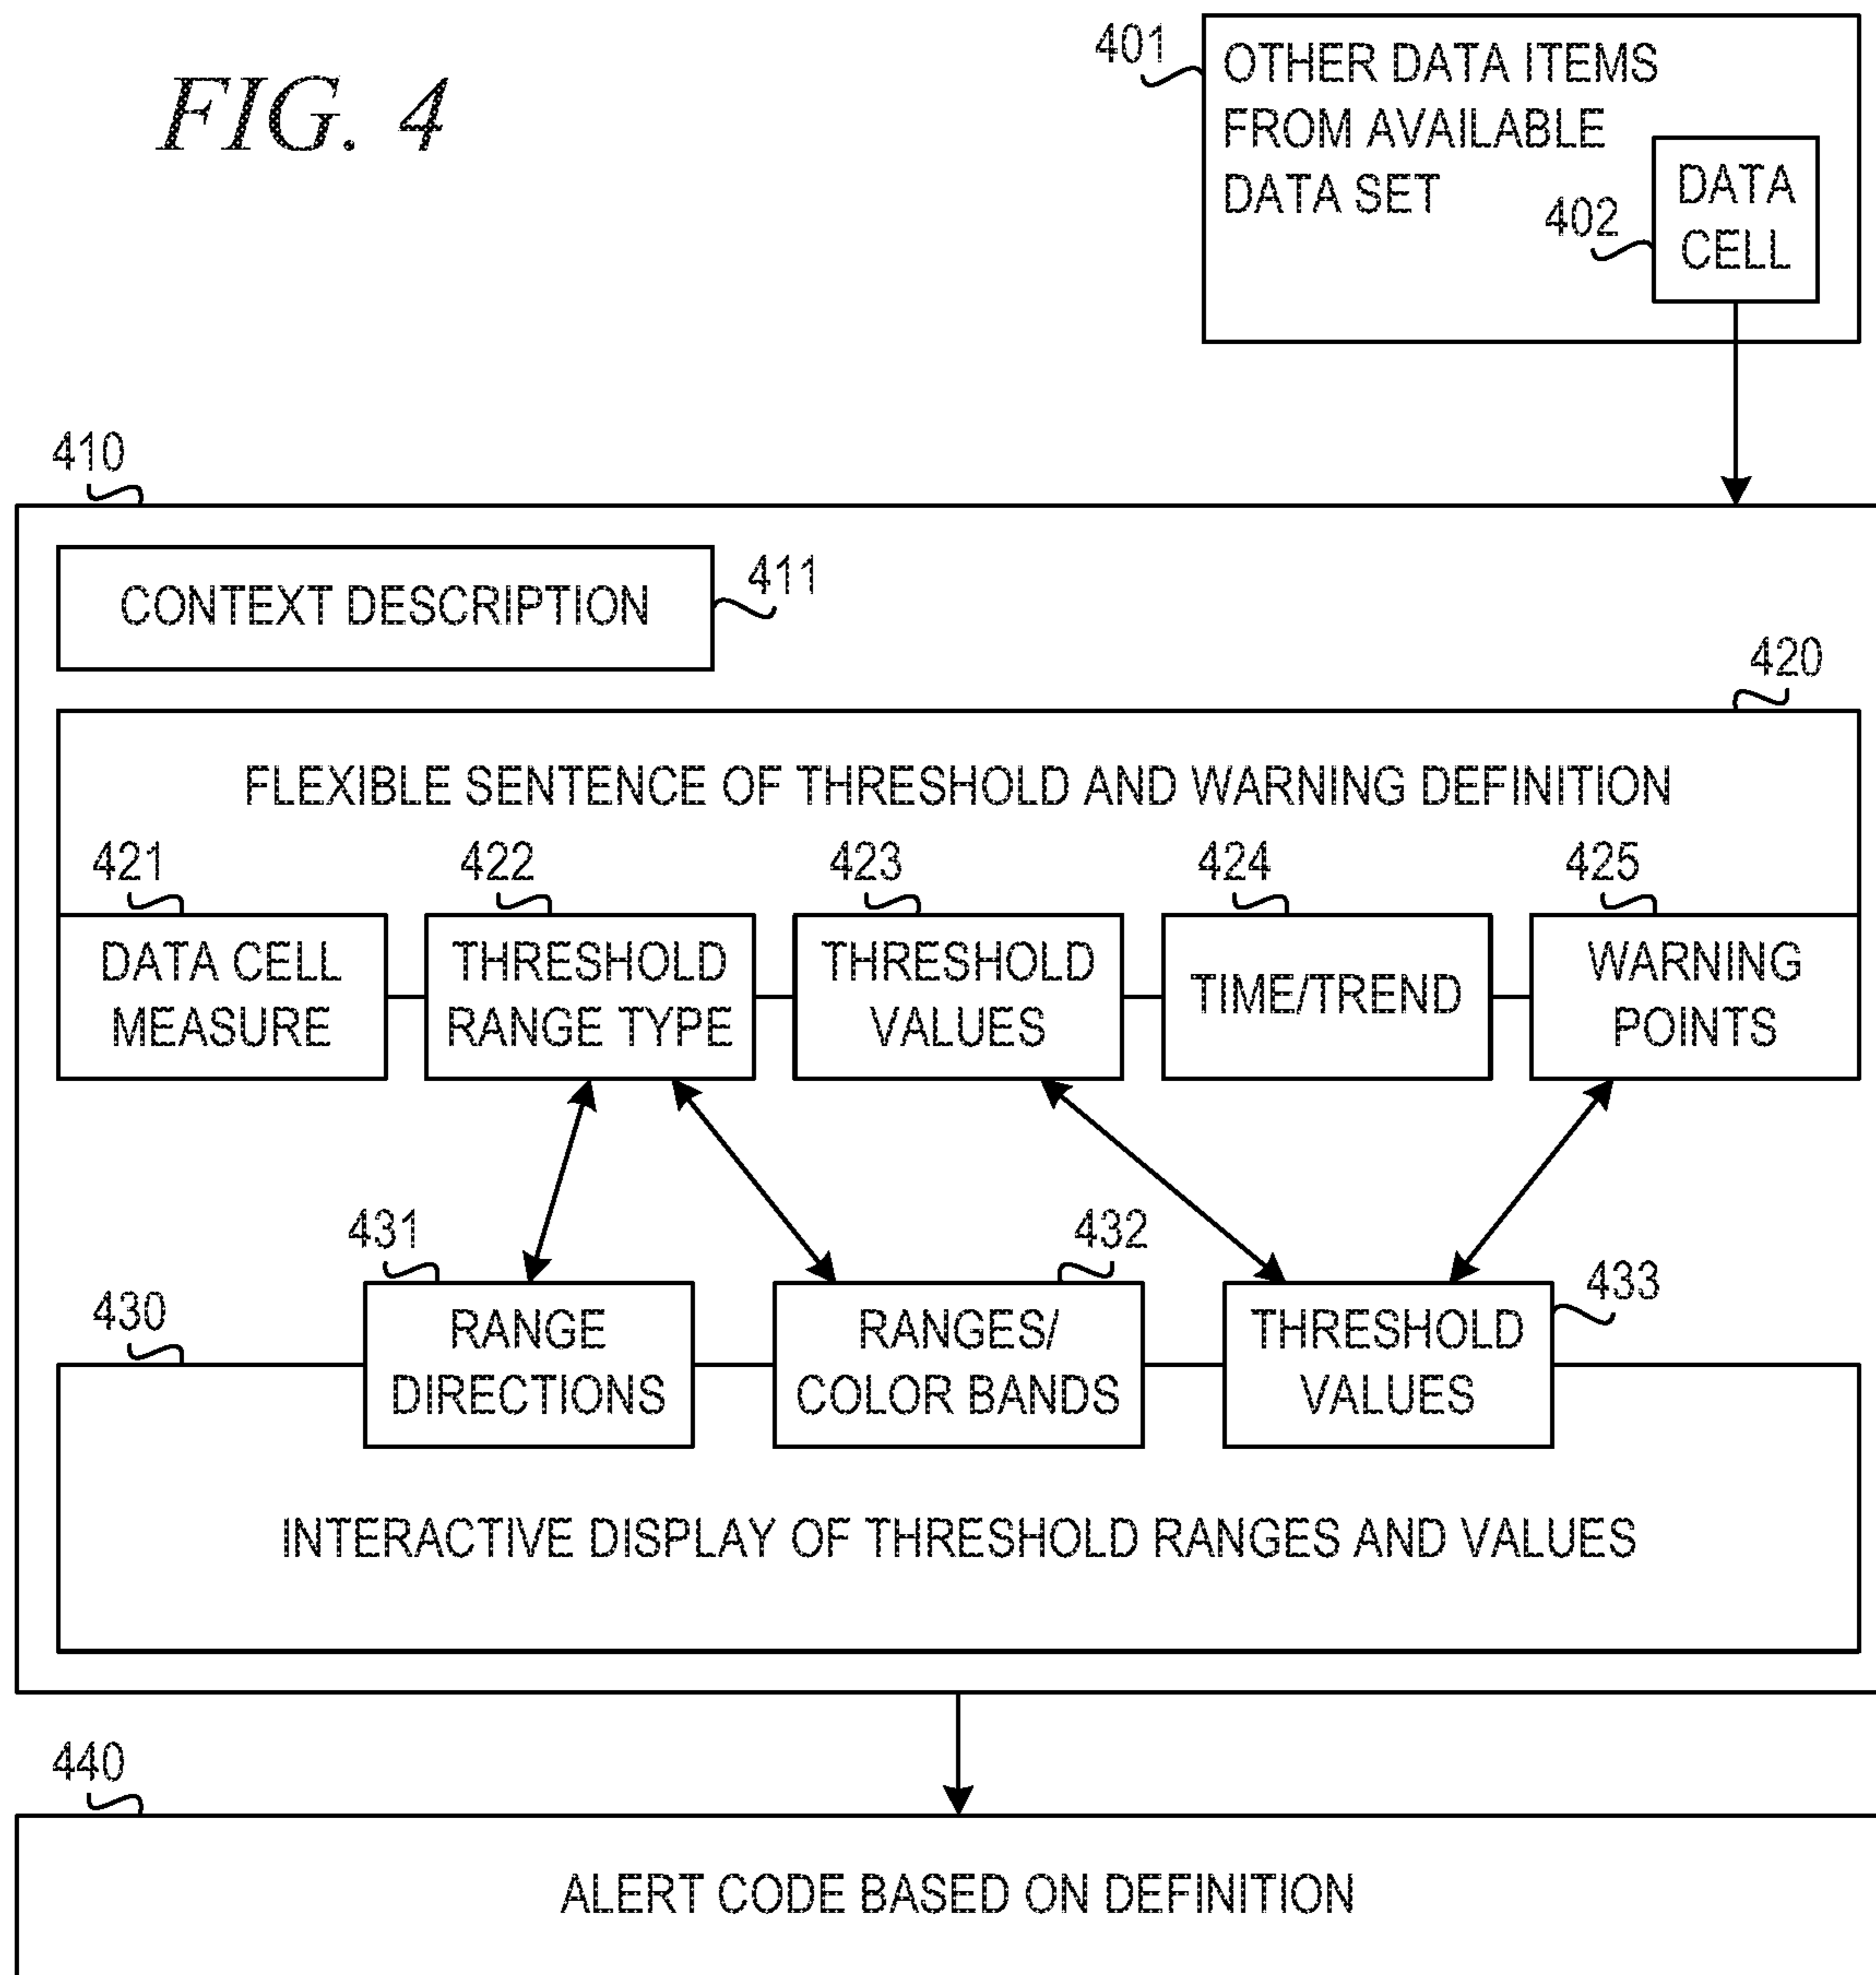 FIG. 4
401
OTHER DATA ITEMS
FROM AVAILABLE
DATA SET
402
DATA
CELL
410
CONTEXT DESCRIPTION
411
420
FLEXIBLE SENTENCE OF THRESHOLD AND WARNING DEFINITION
421
422
423
424
425
DATA CELL
MEASURE
THRESHOLD
RANGE TYPE
THRESHOLD
VALUES
TIME/TREND
WARNING
POINTS
431
432
433
430
RANGE
DIRECTIONS
RANGES/
COLOR BANDS
THRESHOLD
VALUES
INTERACTIVE DISPLAY OF THRESHOLD RANGES AND VALUES
440
ALERT CODE BASED ON DEFINITION